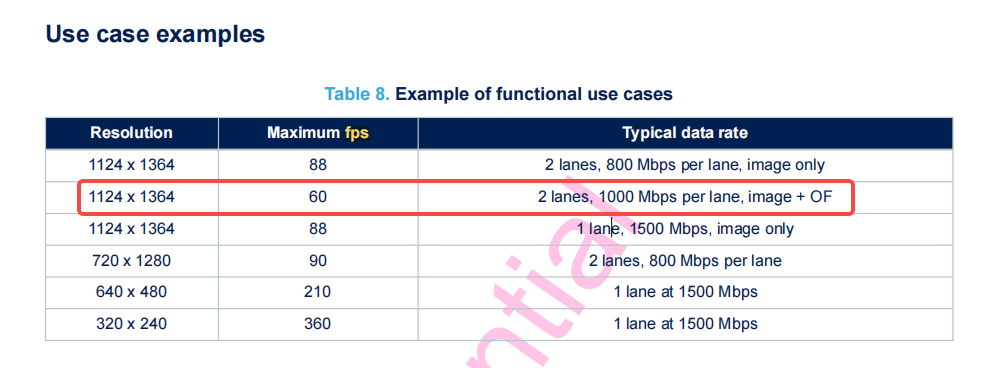 Use case examples
Table 8. Example of functional use cases
Resolution Maximum fps Typical data rate
1124 x 1364 88 2 lanes, 800 Mbps per lane, image only
1124 x 1364 60 2 lanes, 1000 Mbps per lane, image + OF
1124 x 1364 88 1 lane, 1500 Mbps, image only
720 x 1280 90 2 lanes, 800 Mbps per lane
640 x 480 210 1 lane at 1500 Mbps
320 x 240 360 1 lane at 1500 Mbps
ntial